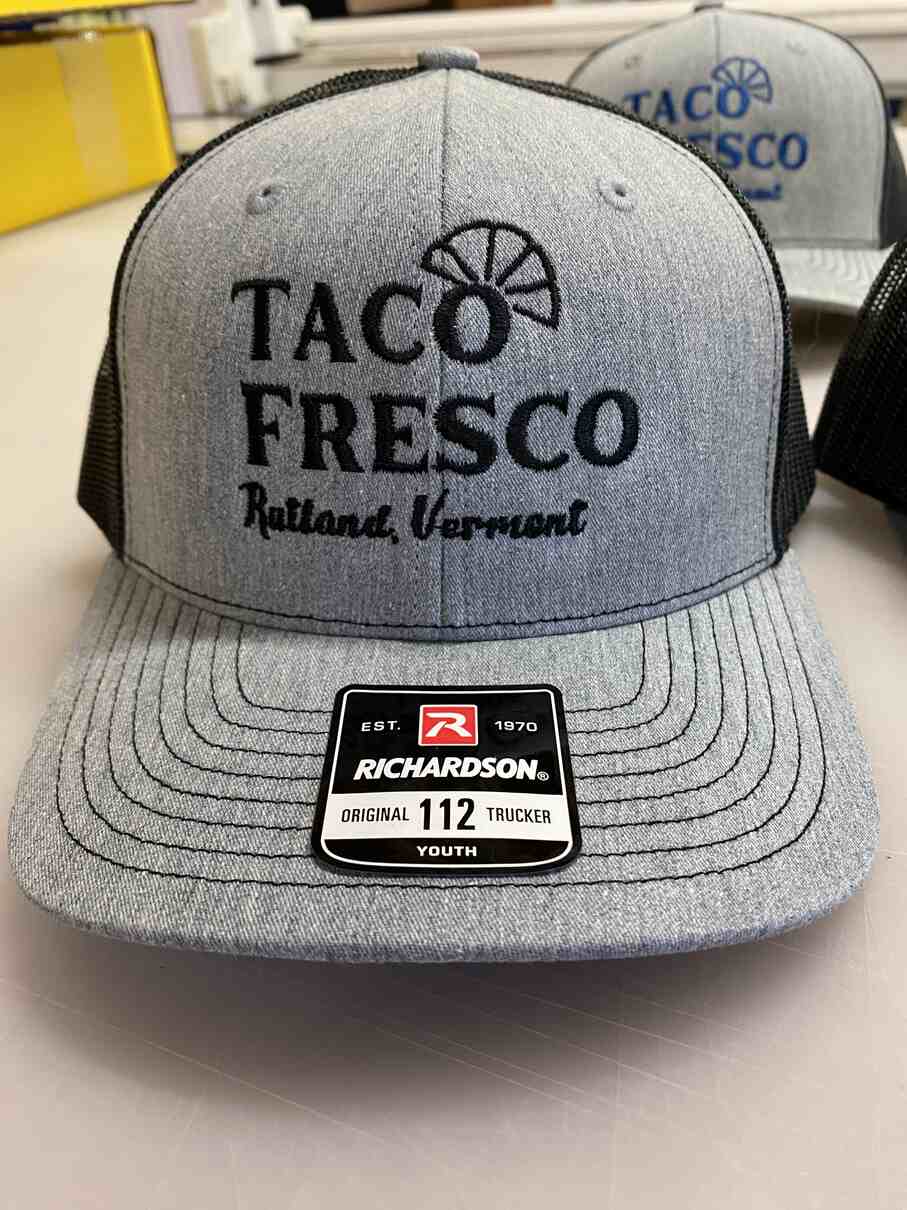 TACO
FRESCO
Rutland, Vermont
EST. R 1970
RICHARDSON®
ORIGINAL 112 TRUCKER
YOUTH
TACO
FRESCO